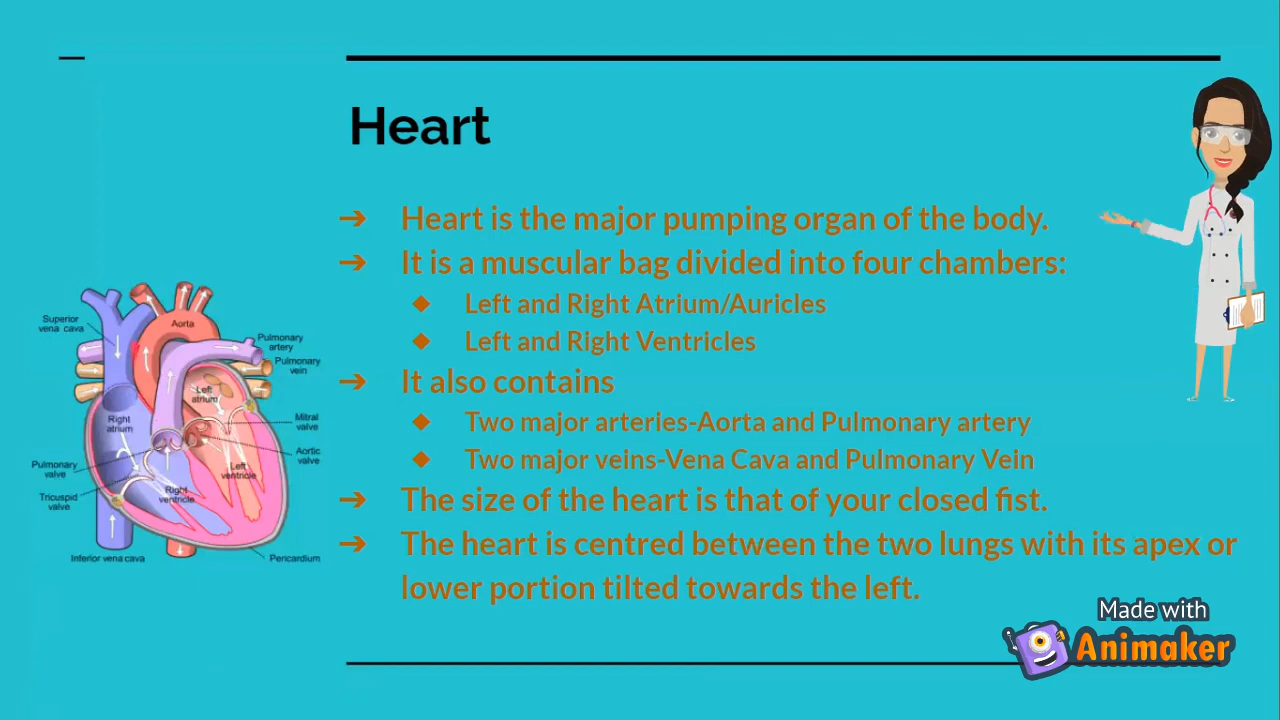 Heart
➔ Heart is the major pumping organ of the body.
➔ It is a muscular bag divided into four chambers:
◆ Left and Right Atrium/Auricles
◆ Left and Right Ventricles
➔ It also contains
◆ Two major arteries-Aorta and Pulmonary artery
◆ Two major veins-Vena Cava and Pulmonary Vein
➔ The size of the heart is that of your closed fist.
➔ The heart is centred between the two lungs with its apex or
lower portion tilted towards the left.
Superior
vena cava
Aorta
Pulmonary
artery
Pulmonary
vein
Left
atrium
Right
atrium
Mitral
valve
Aortic
valve
Pulmonary
valve
Left
ventricle
Right
ventricle
Tricuspid
valve
Inferior vena cava
Pericardium
Made with
Animaker